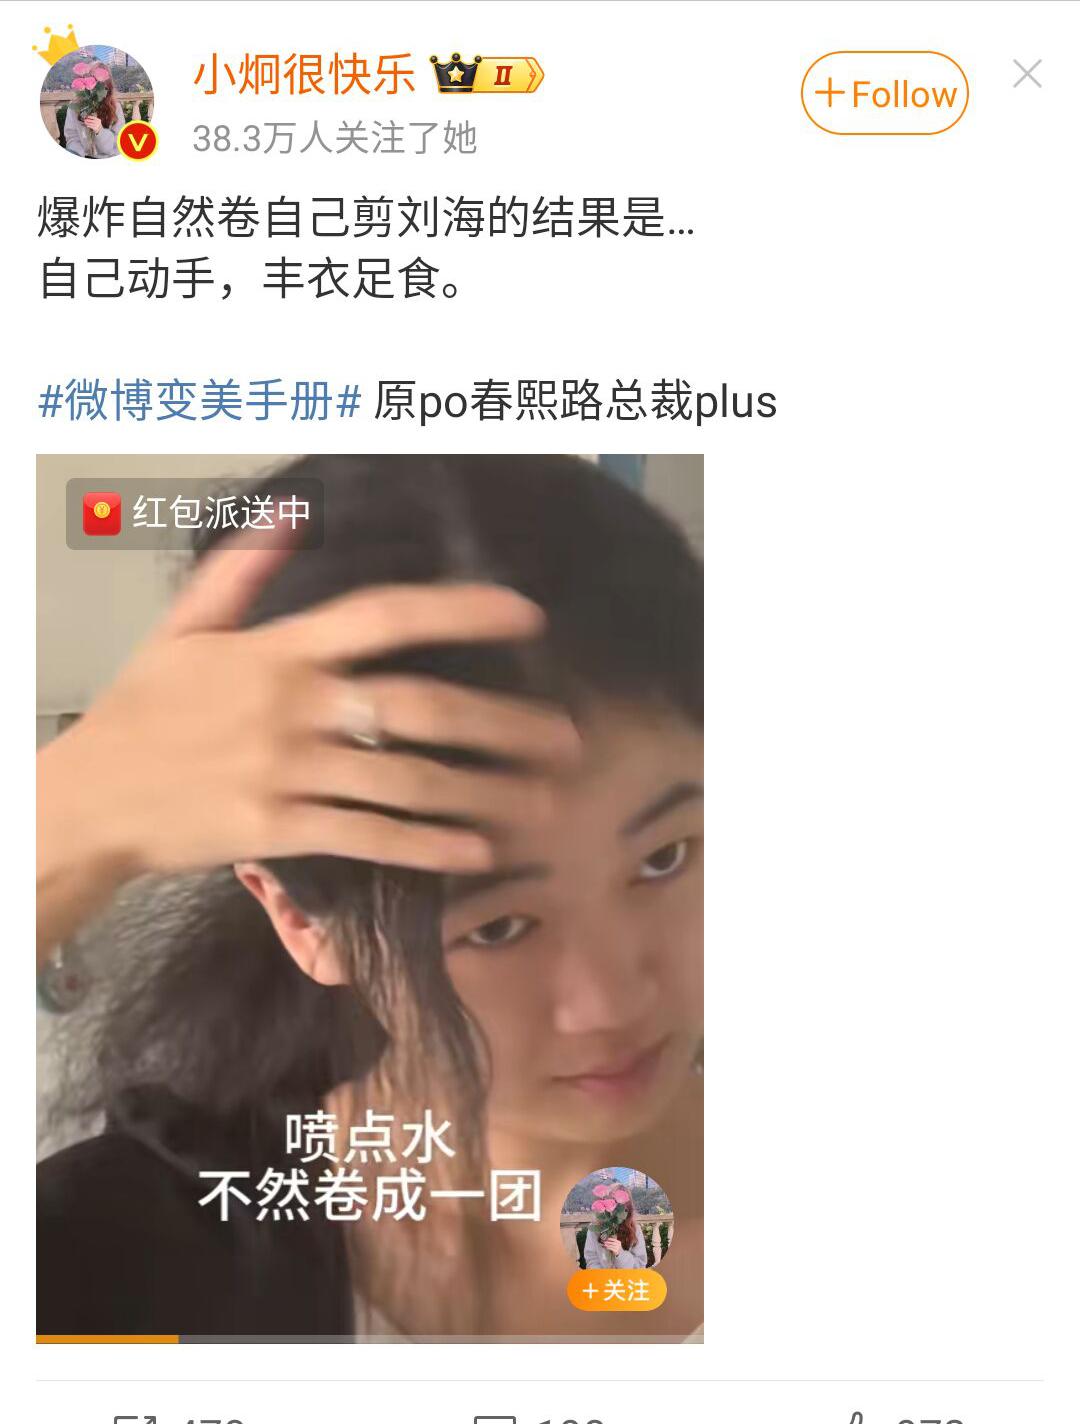 小炯很快乐
II
38.3万人关注了她
+Follow
爆炸自然卷自己剪刘海的结果是...
自己动手，丰衣足食。
#微博变美手册# 原po春熙路总裁plus
红包派送中
喷点水
不然卷成一团
+关注